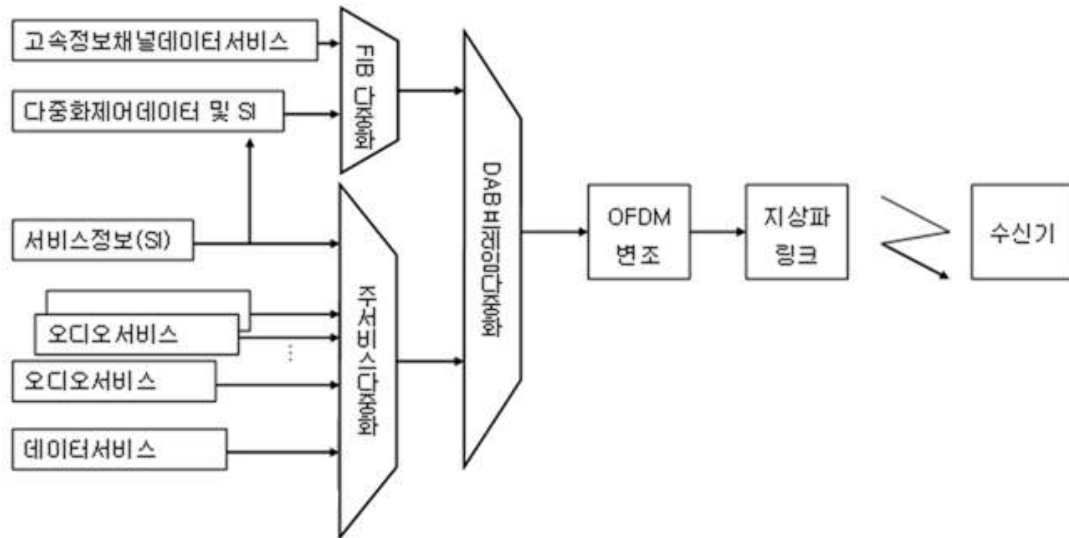 고속정보채널데이터서비스
다중화제어데이터 및 SI
서비스정보(SI)
오디오서비스
오디오서비스
데이터서비스
FIB 다중화
주서비스다중화
DAB프레임다중화
OFDM
변조
지상파
링크
수신기